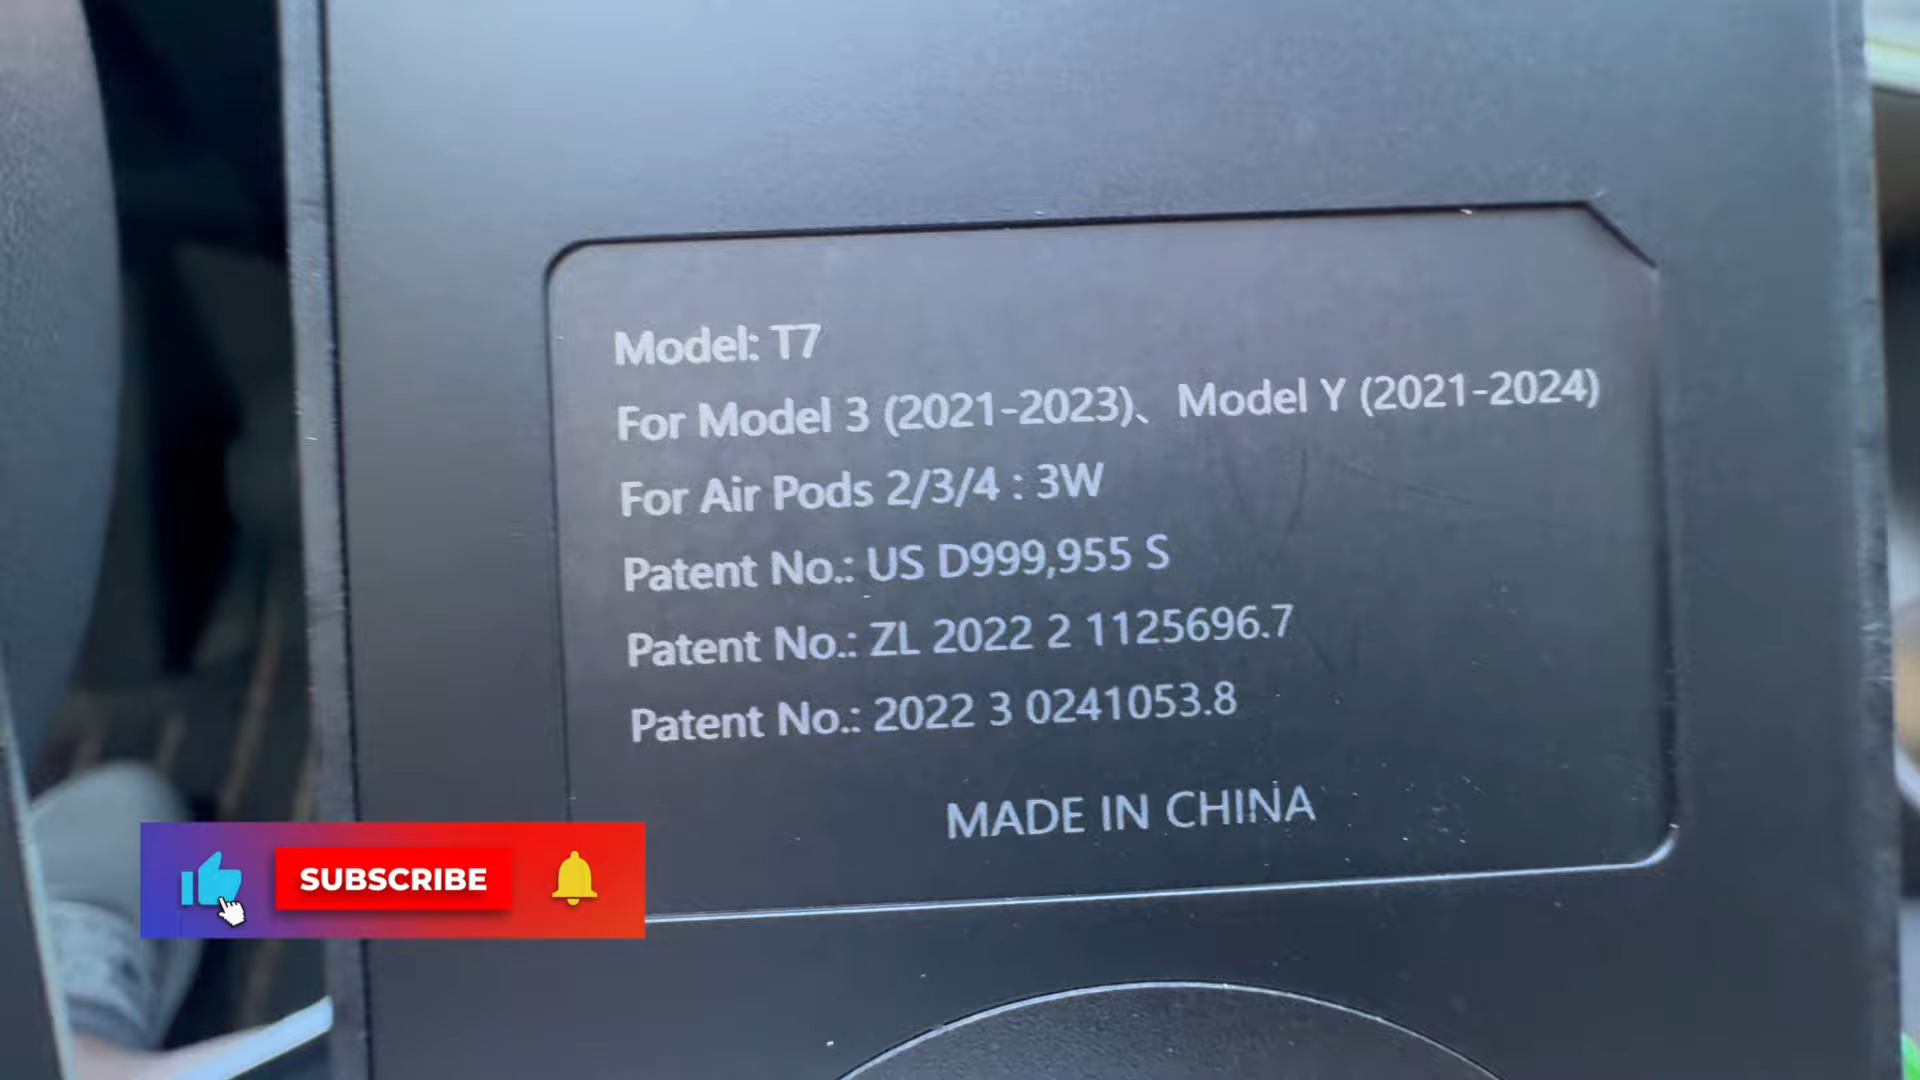 Model: T7
For Model 3 (2021-2023)、Model Y (2021-2024)
For Air Pods 2/3/4 : 3W
Patent No.: US D999,955 S
Patent No.: ZL 2022 2 1125696.7
Patent No.: 2022 3 0241053.8
MADE IN CHINA
SUBSCRIBE